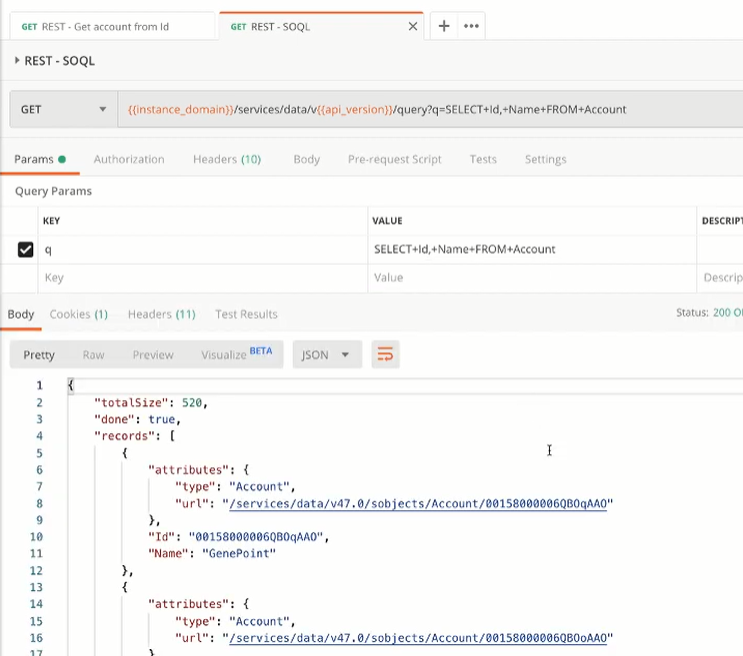 GET REST - Get account from Id
GET REST - SOQL
REST - SOQL
GET {{instance_domain}}/services/data/v{{api_version}}/query?q=SELECT+Id,+Name+FROM+Account
Params Authorization Headers (10) Body Pre-request Script Tests Settings
Query Params
KEY VALUE DESCRIPT
q SELECT+Id,+Name+FROM+Account
Key Value Descrip
Body Cookies (1) Headers (11) Test Results Status: 200 O
Pretty Raw Preview Visualize BETA JSON
1 {
2 "totalSize": 520,
3 "done": true,
4 "records": [
5 {
6 "attributes": {
7 "type": "Account",
8 "url": "/services/data/v47.0/sobjects/Account/00158000006QBOqAAO"
9 },
10 "Id": "00158000006QBOqAAO",
11 "Name": "GenePoint"
12 },
13 {
14 "attributes": {
15 "type": "Account",
16 "url": "/services/data/v47.0/sobjects/Account/00158000006QBOoAAO"
17 }